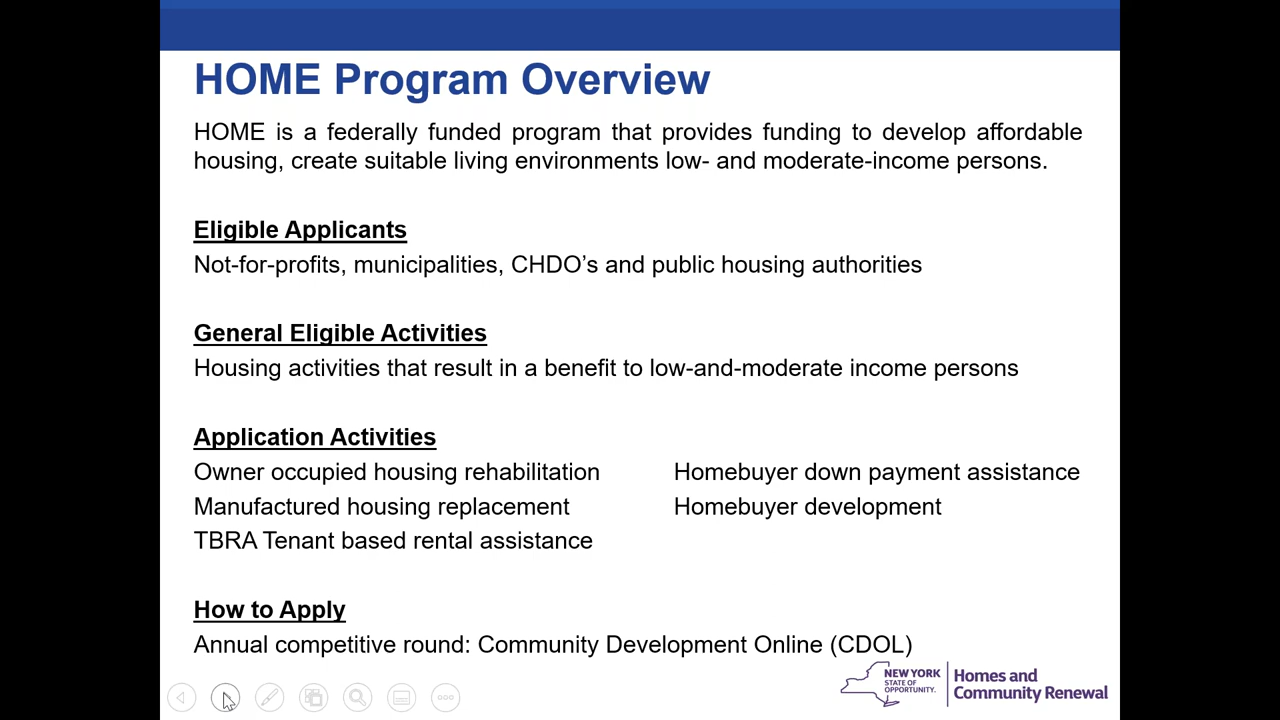 HOME Program Overview
HOME is a federally funded program that provides funding to develop affordable
housing, create suitable living environments low- and moderate-income persons.
Eligible Applicants
Not-for-profits, municipalities, CHDO’s and public housing authorities
General Eligible Activities
Housing activities that result in a benefit to low-and-moderate income persons
Application Activities
Owner occupied housing rehabilitation
Homebuyer down payment assistance
Manufactured housing replacement
Homebuyer development
TBRA Tenant based rental assistance
How to Apply
Annual competitive round: Community Development Online (CDOL)
NEW YORK
STATE OF
OPPORTUNITY.
Homes and
Community Renewal